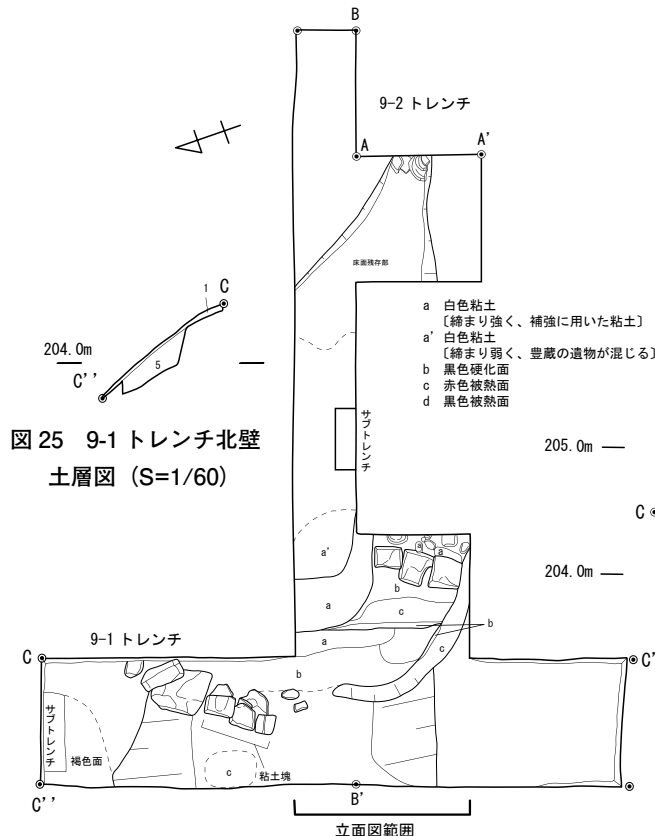 B
9-2 トレンチ
A
A'
床面残存部
1
C
204.0m
5
C''
図 25 9-1 トレンチ北壁
土層図(S=1/60)
a 白色粘土
〔締まり強く、補強に用いた粘土〕
a' 白色粘土
〔締まり弱く、豊蔵の遺物が混じる〕
b 黒色硬化面
c 赤色被熱面
d 黒色被熱面
サブトレンチ
205.0m
C
204.0m
a'
a
a
b
a
c
b
a
c
b
9-1 トレンチ
C
C'
サブトレンチ
褐色面
c
粘土塊
C''
B'
立面図範囲